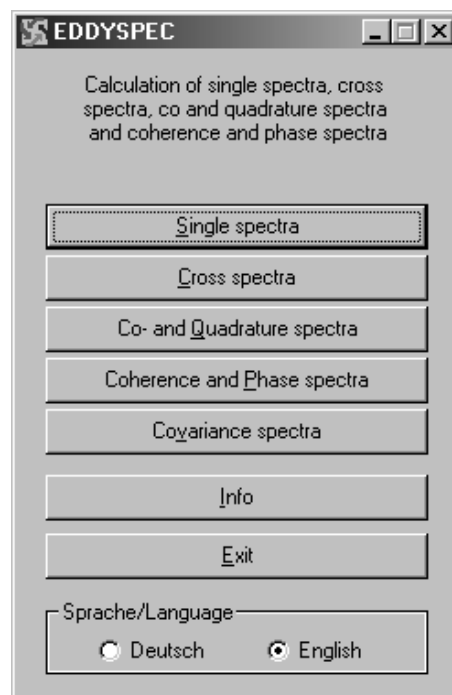 EDDYSPEC
Calculation of single spectra, cross
spectra, co and quadrature spectra
and coherence and phase spectra
Single spectra
Cross spectra
Co- and Quadrature spectra
Coherence and Phase spectra
Covariance spectra
Info
Exit
Sprache/Language
Deutsch English